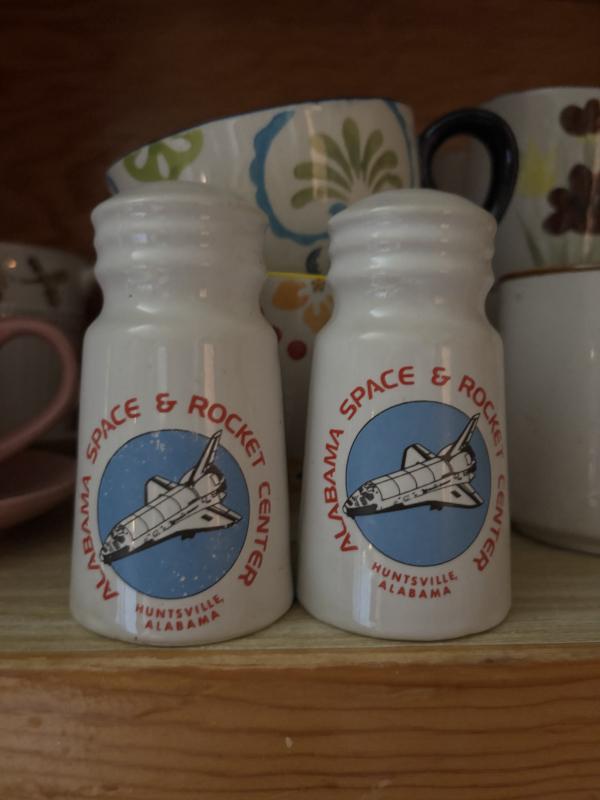 ALABAMA SPACE & ROCKET CENTER
HUNTSVILLE,
ALABAMA
ALABAMA SPACE & ROCKET CENTER
HUNTSVILLE,
ALABAMA